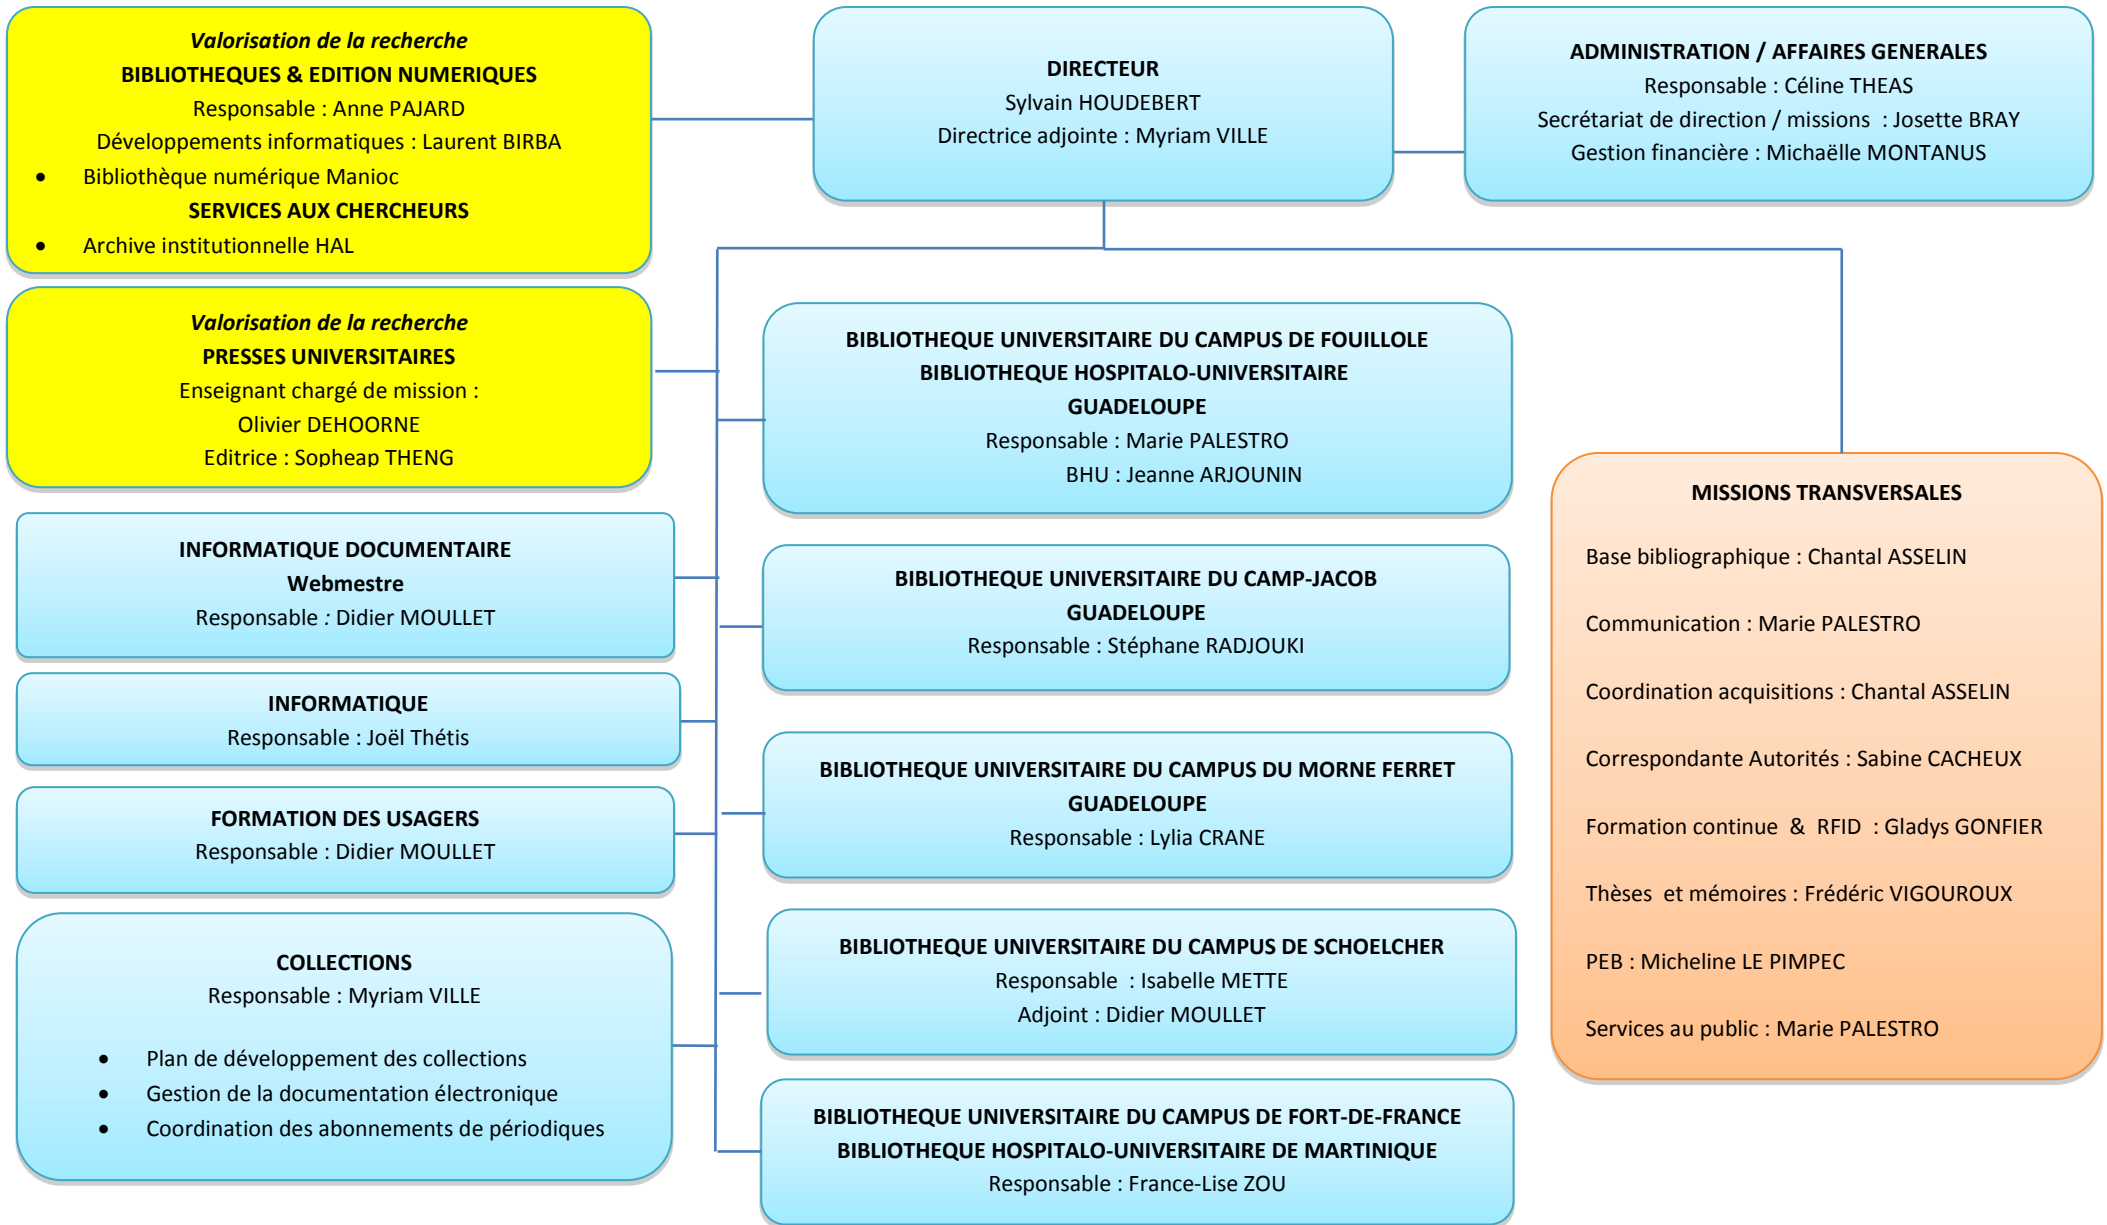 Valorisation de la recherche
BIBLIOTHEQUES & EDITION NUMERIQUES
Responsable : Anne PAJARD
Développements informatiques : Laurent BIRBA
• Bibliothèque numérique Manioc
SERVICES AUX CHERCHEURS
• Archive institutionnelle HAL
DIRECTEUR
Sylvain HOUDEBERT
Directrice adjointe : Myriam VILLE
ADMINISTRATION / AFFAIRES GENERALES
Responsable : Céline THEAS
Secrétariat de direction / missions : Josette BRAY
Gestion financière : Michaëlle MONTANUS
Valorisation de la recherche
PRESSES UNIVERSITAIRES
Enseignant chargé de mission :
Olivier DEHOORNE
Editrice : Sopheap THENG
INFORMATIQUE DOCUMENTAIRE
Webmestre
Responsable : Didier MOULLET
INFORMATIQUE
Responsable : Joël Thétis
FORMATION DES USAGERS
Responsable : Didier MOULLET
COLLECTIONS
Responsable : Myriam VILLE
• Plan de développement des collections
• Gestion de la documentation électronique
• Coordination des abonnements de périodiques
BIBLIOTHEQUE UNIVERSITAIRE DU CAMPUS DE FOUILLOLE
BIBLIOTHEQUE HOSPITALO-UNIVERSITAIRE
GUADELOUPE
Responsable : Marie PALESTRO
BHU : Jeanne ARJOUNIN
BIBLIOTHEQUE UNIVERSITAIRE DU CAMP-JACOB
GUADELOUPE
Responsable : Stéphane RADJOUKI
BIBLIOTHEQUE UNIVERSITAIRE DU CAMPUS DU MORNE FERRET
GUADELOUPE
Responsable : Lylia CRANE
BIBLIOTHEQUE UNIVERSITAIRE DU CAMPUS DE SCHOELCHER
Responsable : Isabelle METTE
Adjoint : Didier MOULLET
BIBLIOTHEQUE UNIVERSITAIRE DU CAMPUS DE FORT-DE-FRANCE
BIBLIOTHEQUE HOSPITALO-UNIVERSITAIRE DE MARTINIQUE
Responsable : France-Lise ZOU
MISSIONS TRANSVERSALES
Base bibliographique : Chantal ASSELIN
Communication : Marie PALESTRO
Coordination acquisitions : Chantal ASSELIN
Correspondante Autorités : Sabine CACHEUX
Formation continue & RFID : Gladys GONFIER
Thèses et mémoires : Frédéric VIGOUROUX
PEB : Micheline LE PIMPEC
Services au public : Marie PALESTRO